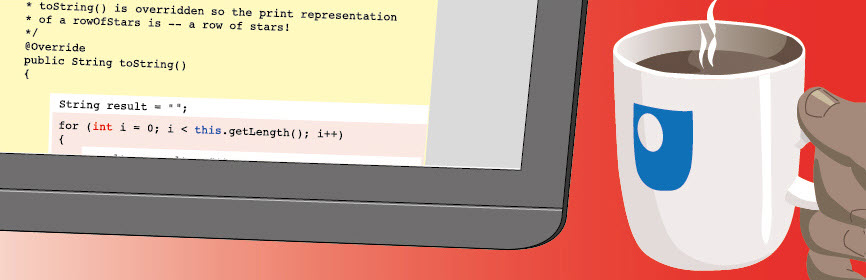 * toString() is overridden so the print representation
* of a rowOfStars is -- a row of stars!
*/
@Override
public String toString()
{
String result = "";
for (int i = 0; i < this.getLength(); i++)
{